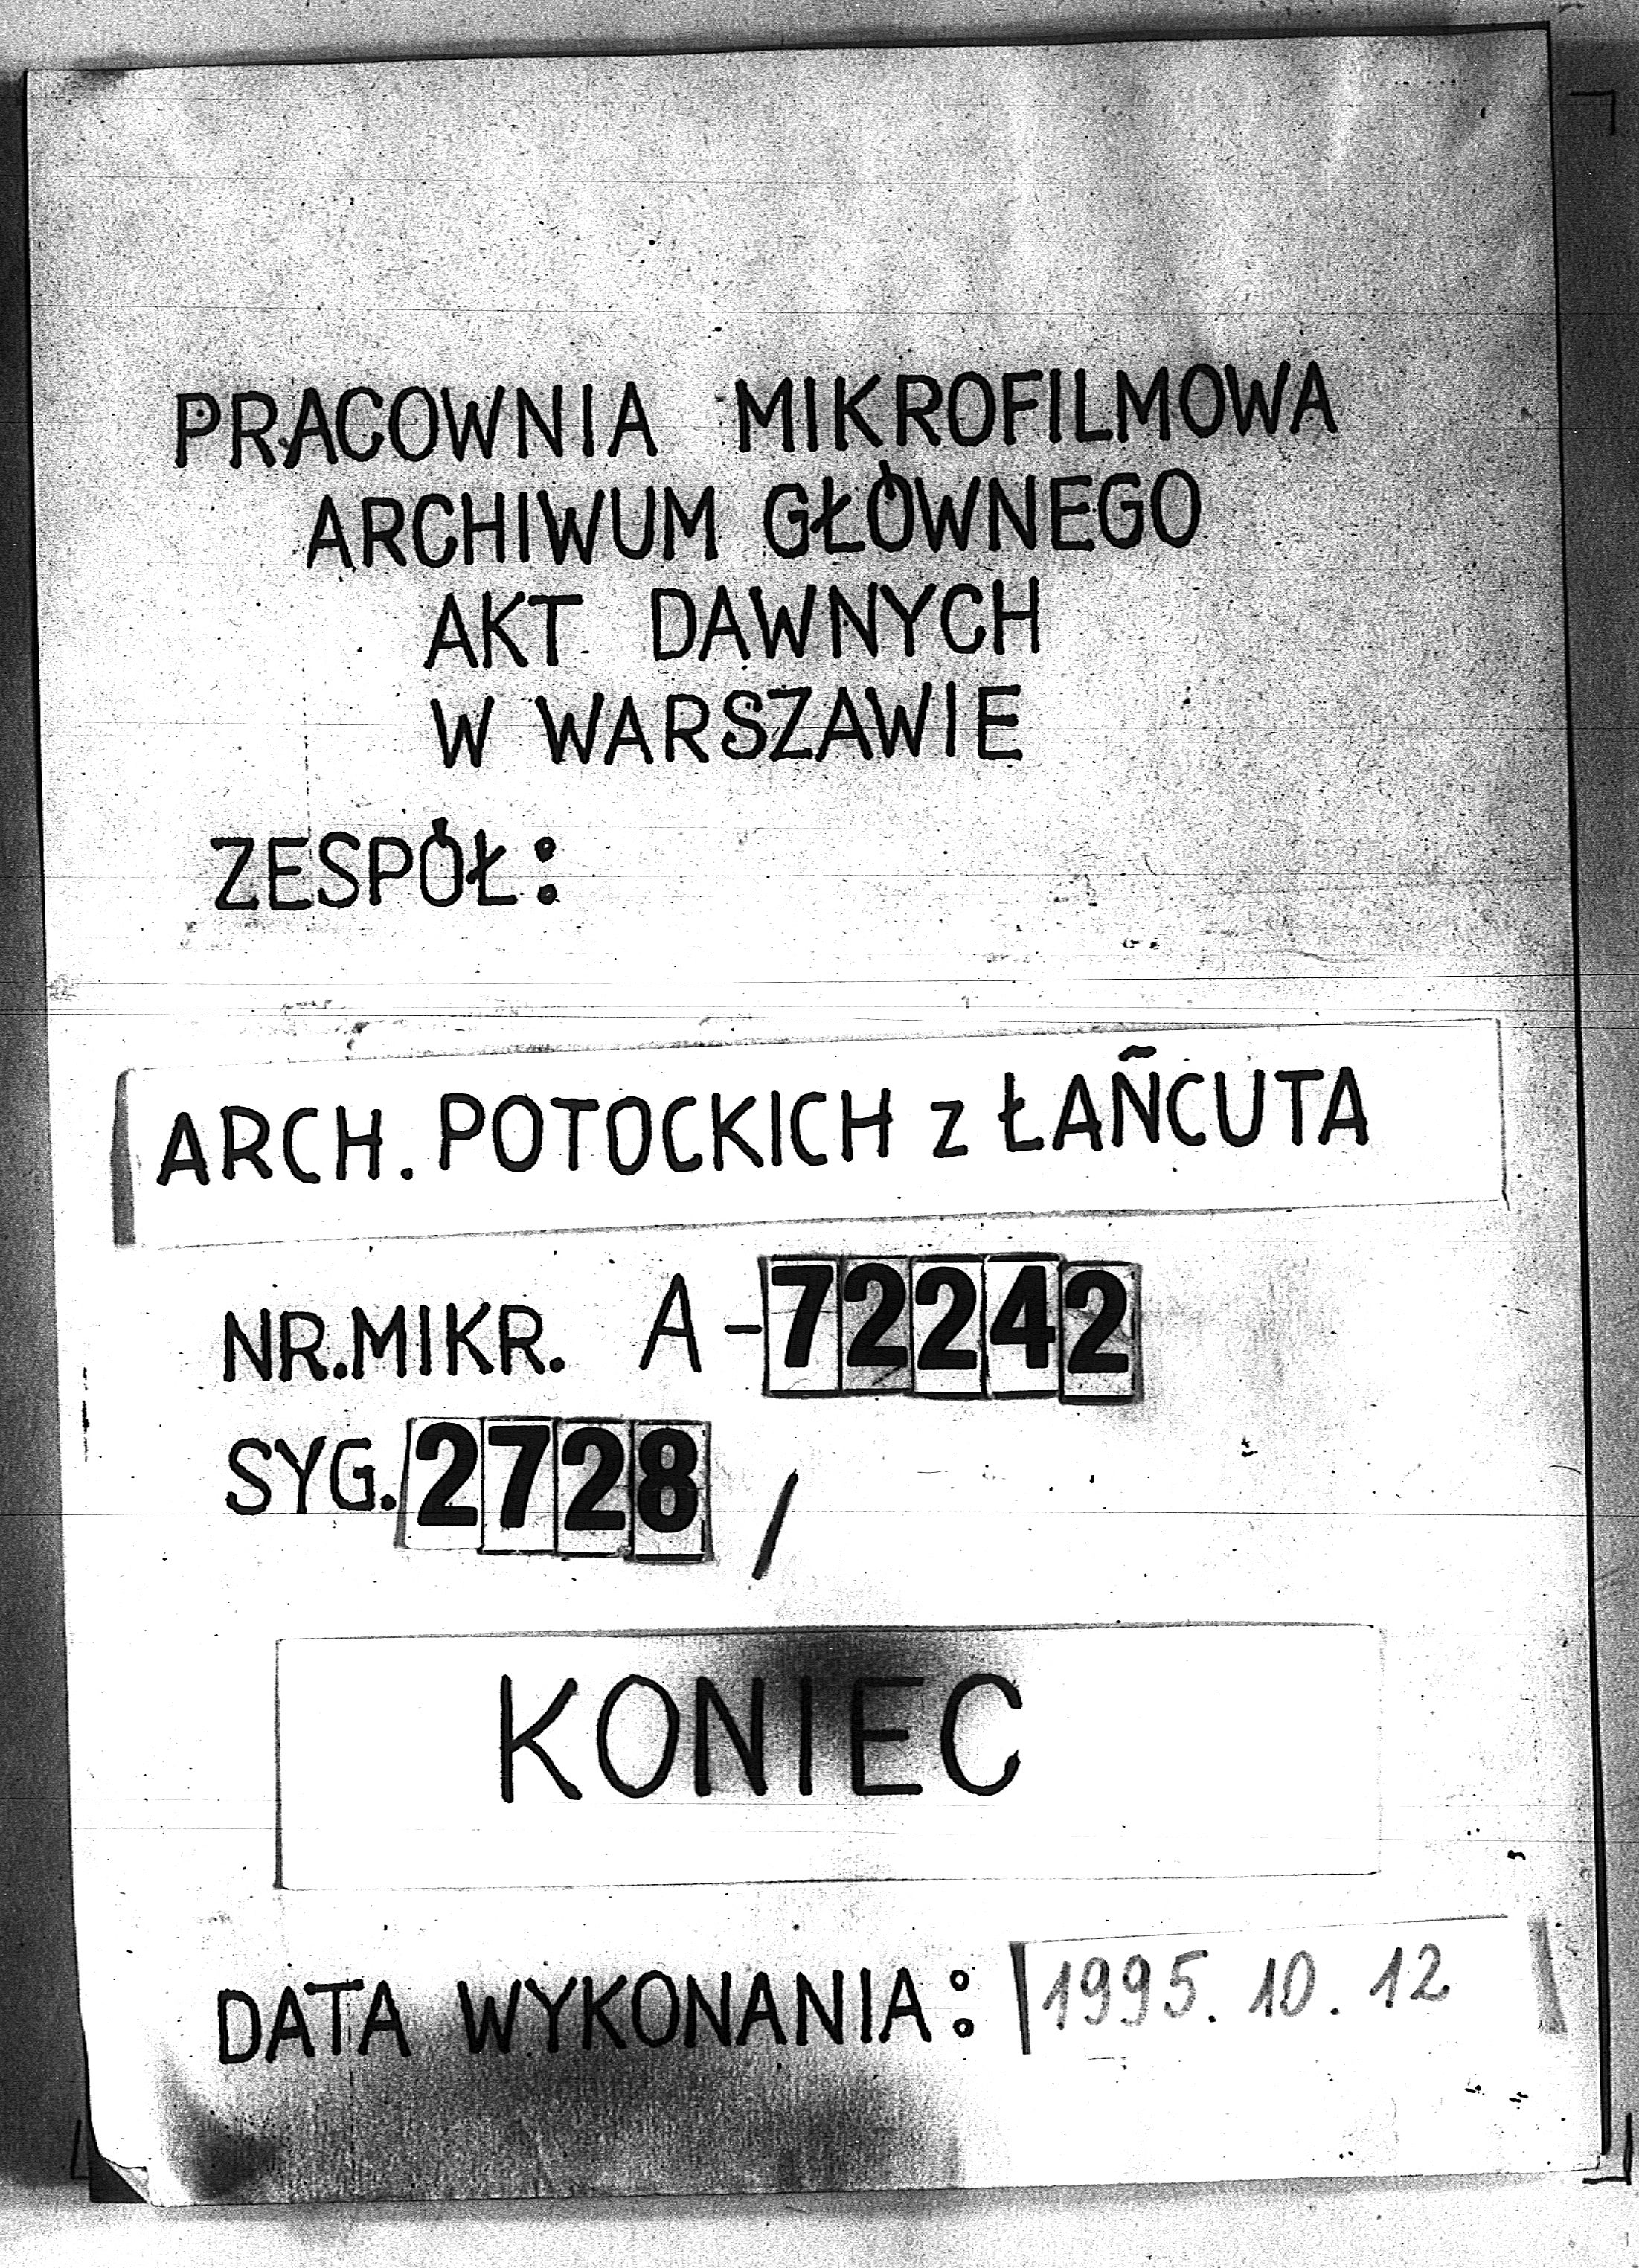 PRACOWNIA MIKROFILMOWA
ARCHIWUM GŁÓWNEGO
AKT DAWNYCH
W WARSZAWIE
ZESPÓŁ:
ARCH. POTOCKICH z ŁAŃCUTA
NR.MIKR. A-72242
SYG. 2728 /
KONIEC
DATA WYKONANIA: 1995. 10. 12